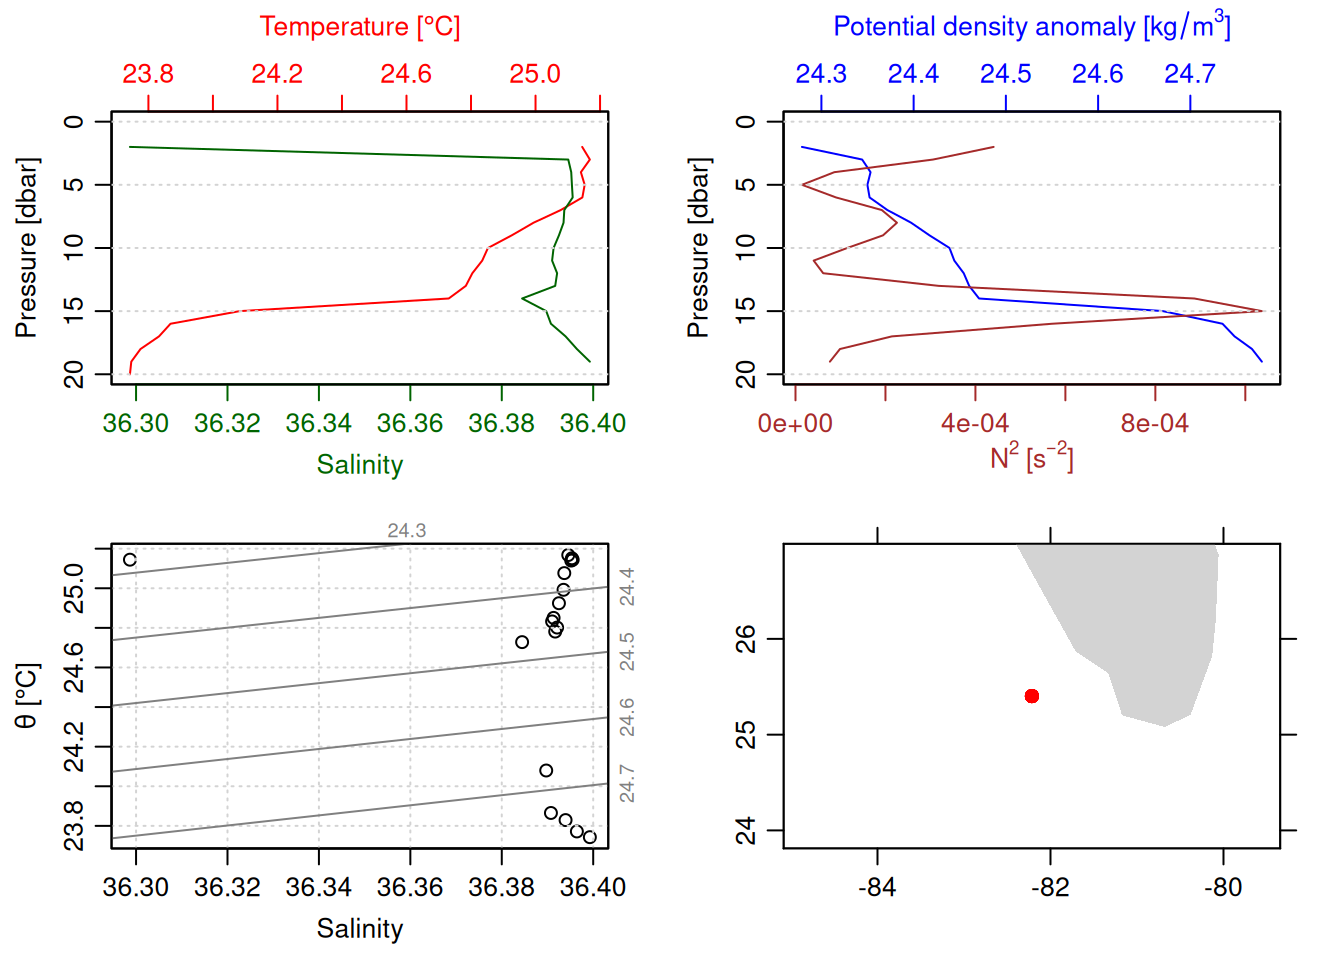 Temperature [°C]
23.8 24.2 24.6 25.0
Pressure [dbar]
0 5 10 15 20
36.30 36.32 36.34 36.36 36.38 36.40
Salinity
Potential density anomaly [kg/m³]
24.3 24.4 24.5 24.6 24.7
Pressure [dbar]
0 5 10 15 20
0e+00 4e-04 8e-04
N² [s⁻²]
24.3
24.4
24.5
24.6
24.7
θ [°C]
25.0 24.6 24.2 23.8
36.30 36.32 36.34 36.36 36.38 36.40
Salinity
26 25 24
-84 -82 -80